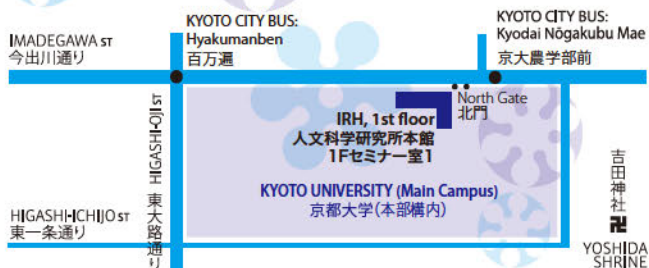 KYOTO CITY BUS:
Hyakumanben
百万遍
KYOTO CITY BUS:
Kyodai Nōgakubu Mae
京大農学部前
IMADEGAWA ST
今出川通り
North Gate
北門
IRH, 1st floor
人文科学研究所本館
1Fセミナー室1
HIGASHI-OJI ST
東大路通り
KYOTO UNIVERSITY (Main Campus)
京都大学(本部構内)
HIGASHI-ICHIJO ST
東一条通り
吉田神社
卍
YOSHIDA
SHRINE